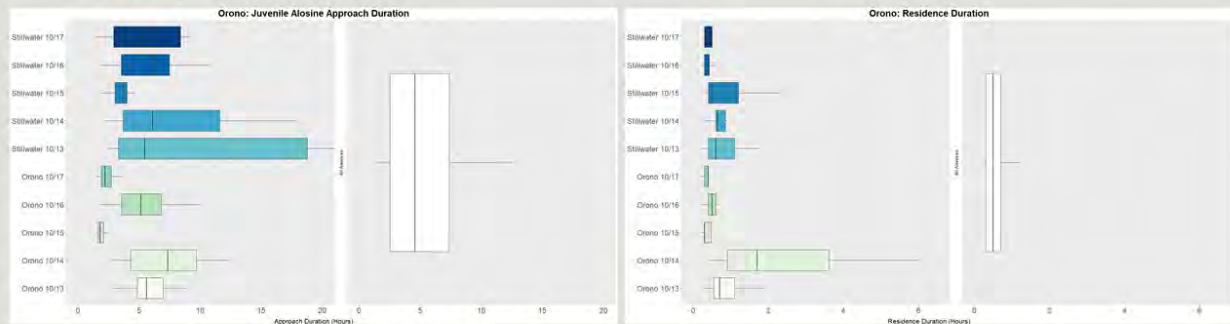 Orono: Juvenile Alosine Approach Duration
Stillwater 10/17
Stillwater 10/16
Stillwater 10/15
Stillwater 10/14
Stillwater 10/13
Orono 10/17
Orono 10/16
Orono 10/15
Orono 10/14
Orono 10/13
0 5 10 15 20 0 5 10 15 20
Approach Duration (Hours)
Orono: Residence Duration
Stillwater 10/17
Stillwater 10/16
Stillwater 10/15
Stillwater 10/14
Stillwater 10/13
Orono 10/17
Orono 10/16
Orono 10/15
Orono 10/14
Orono 10/13
0 2 4 6 0 2 4 6
Residence Duration (Hours)